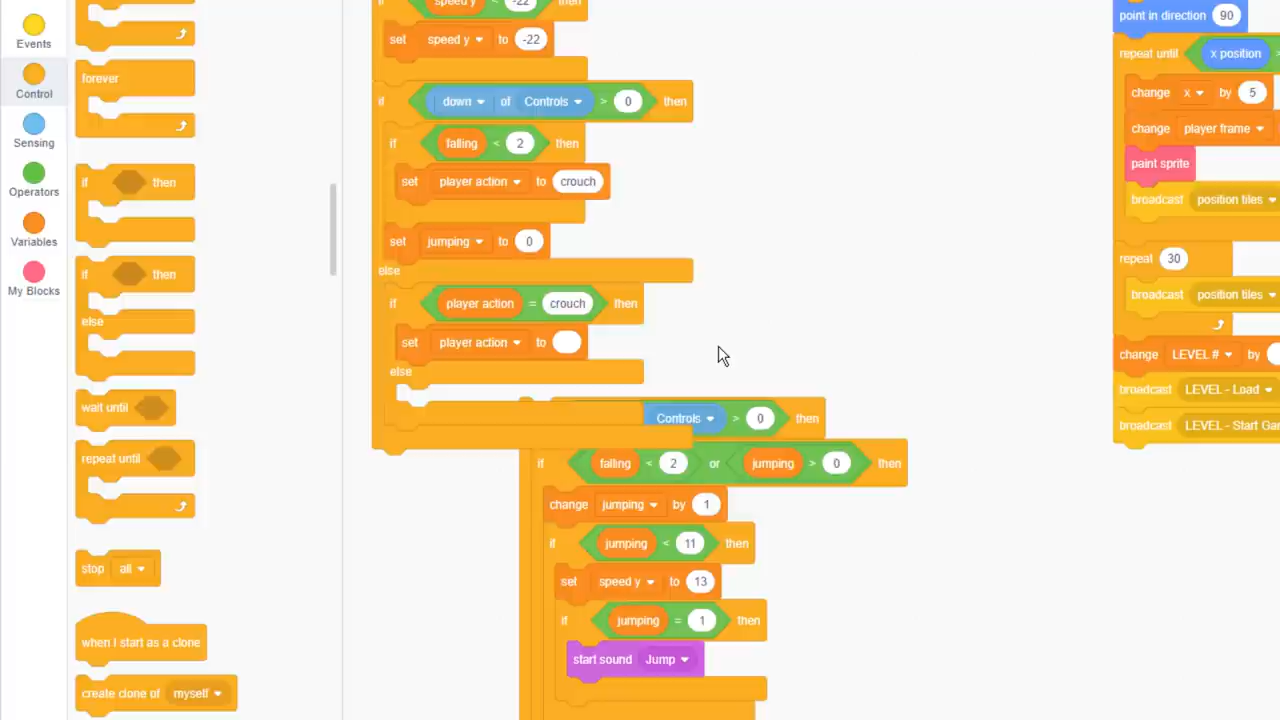 Events
Control
Sensing
Operators
Variables
My Blocks
forever
if then
if then
else
wait until
repeat until
stop all
when I start as a clone
create clone of myself
if speed y < -22 then
set speed y to -22
if down of Controls > 0 then
if falling < 2 then
set player action to crouch
set jumping to 0
else
if player action = crouch then
set player action to
else
Controls > 0 then
if falling < 2 or jumping > 0 then
change jumping by 1
if jumping < 11 then
set speed y to 13
if jumping = 1 then
start sound Jump
point in direction 90
repeat until x position >
change x by 5
change player frame
paint sprite
broadcast position tiles
repeat 30
broadcast position tiles
change LEVEL # by
broadcast LEVEL - Load
broadcast LEVEL - Start